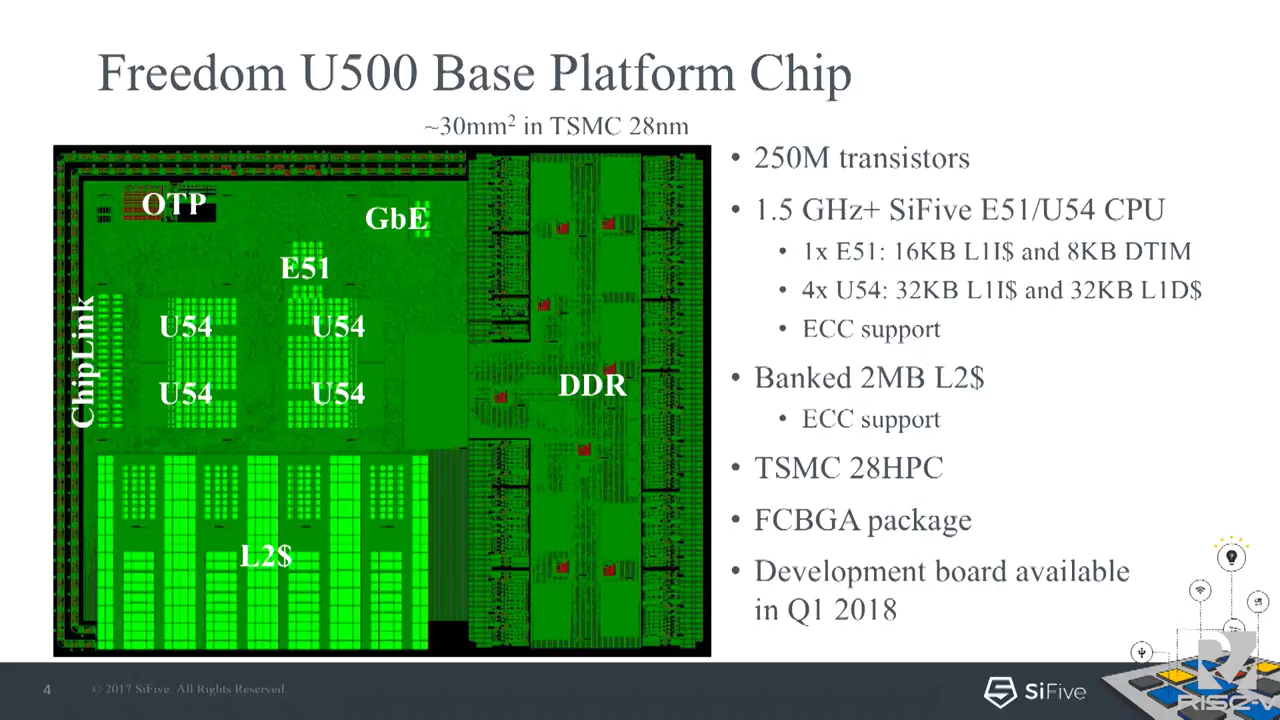 Freedom U500 Base Platform Chip
~30mm² in TSMC 28nm
OTP
GbE
E51
ChipLink
U54
U54
U54
U54
DDR
L2$
• 250M transistors
• 1.5 GHz+ SiFive E51/U54 CPU
• 1x E51: 16KB L1I$ and 8KB DTIM
• 4x U54: 32KB L1I$ and 32KB L1D$
• ECC support
• Banked 2MB L2$
• ECC support
• TSMC 28HPC
• FCBGA package
• Development board available
in Q1 2018
4
© 2017 SiFive. All Rights Reserved.
SiFive
RISC-V